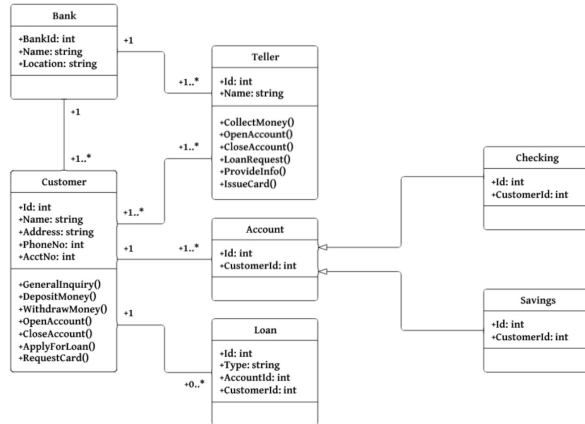 Bank
+BankId: int
+Name: string
+Location: string
+1
+1..*
+1
+1..*
Teller
+Id: int
+Name: string
+CollectMoney()
+OpenAccount()
+CloseAccount()
+LoanRequest()
+ProvideInfo()
+IssueCard()
+1..*
+1..*
Customer
+Id: int
+Name: string
+Address: string
+PhoneNo: int
+AcctNo: int
+GeneralInquiry()
+DepositMoney()
+WithdrawMoney()
+OpenAccount()
+CloseAccount()
+ApplyForLoan()
+RequestCard()
+1
+1..*
Account
+Id: int
+CustomerId: int
+1
+0..*
Loan
+Id: int
+Type: string
+AccountId: int
+CustomerId: int
Checking
+Id: int
+CustomerId: int
Savings
+Id: int
+CustomerId: int